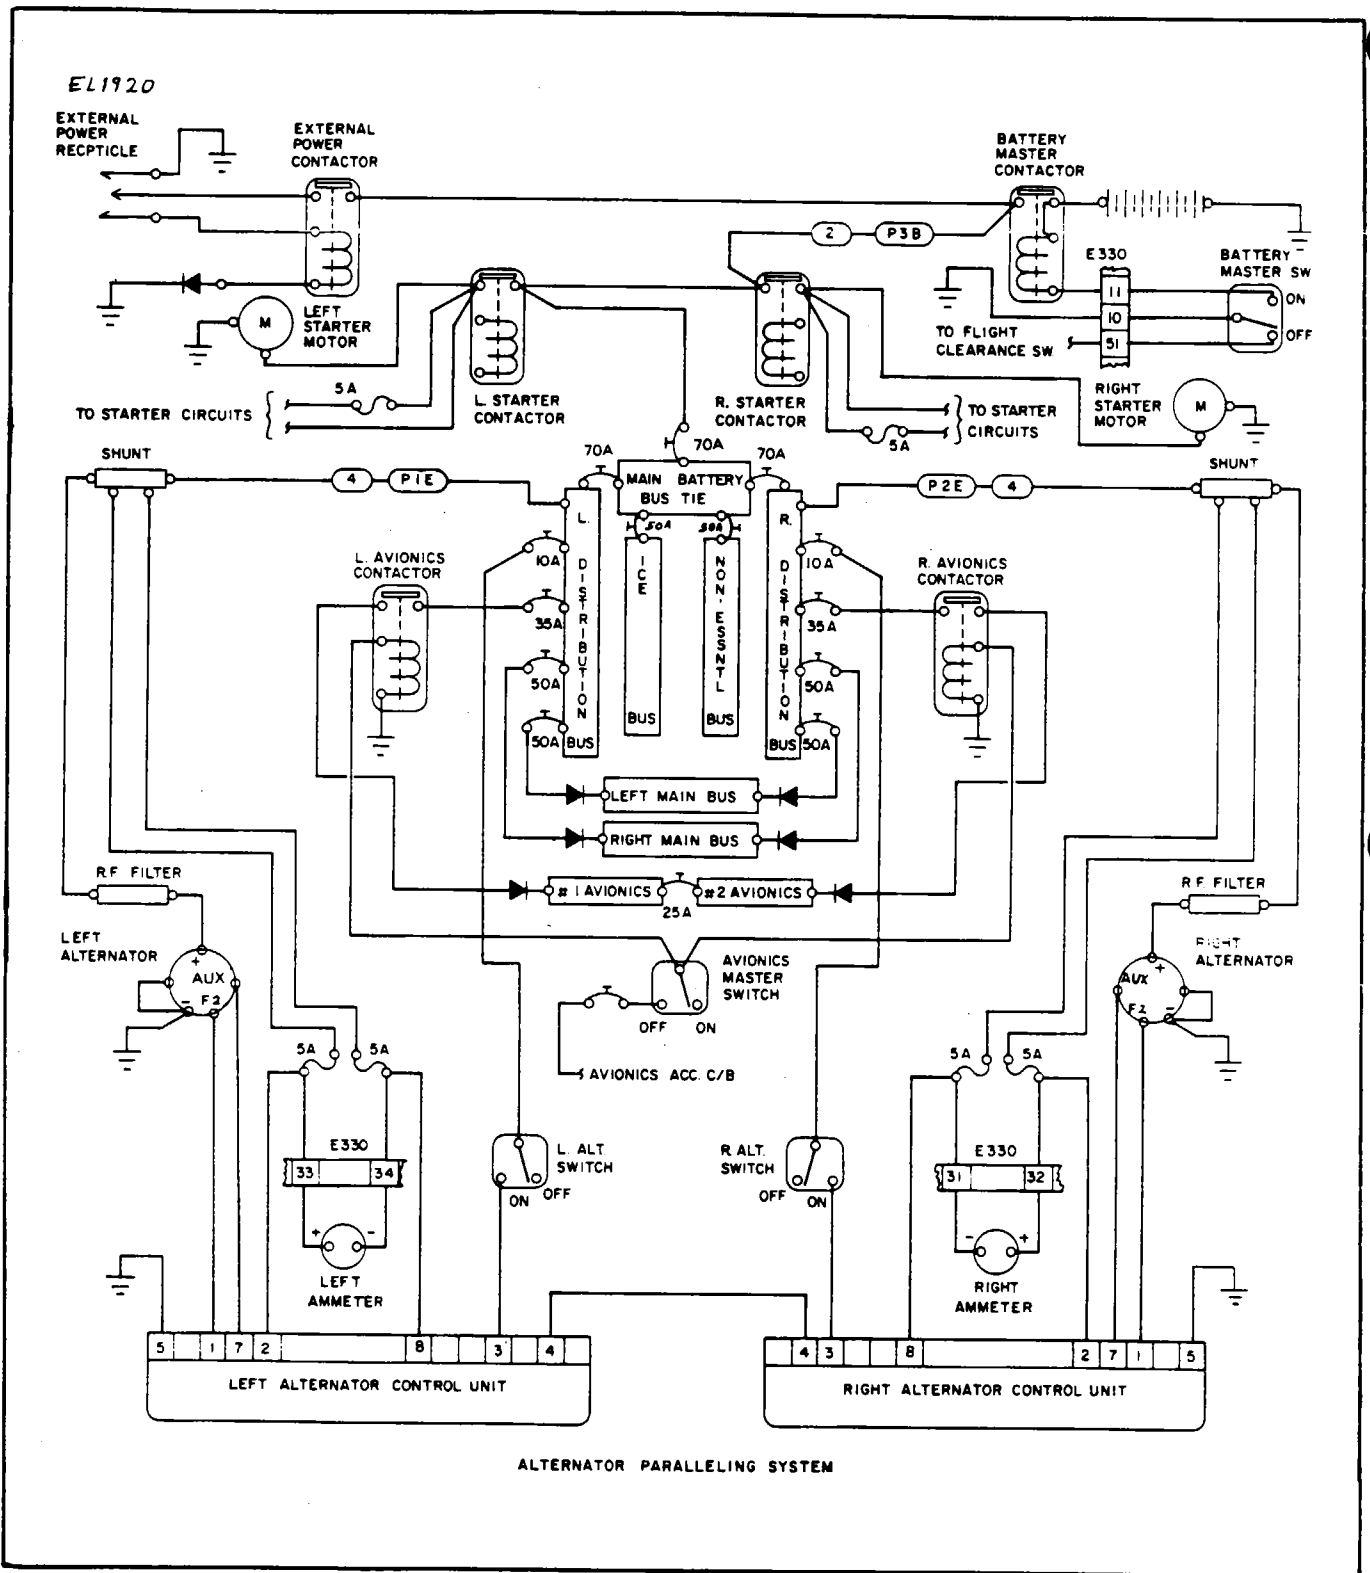 EL1920
EXTERNAL
POWER
RECPTICLE
EXTERNAL
POWER
CONTACTOR
BATTERY
MASTER
CONTACTOR
2
P3B
E330
BATTERY
MASTER SW
11
ON
10
51
OFF
TO FLIGHT
CLEARANCE SW.
M
LEFT
STARTER
MOTOR
5A
TO STARTER CIRCUITS
L. STARTER
CONTACTOR
R. STARTER
CONTACTOR
TO STARTER
CIRCUITS
5A
RIGHT
STARTER
MOTOR
M
SHUNT
4
P1E
70A
70A
70A
MAIN BATTERY
BUS TIE
P2E
4
SHUNT
50A
50A
L. DISTRIBUTION BUS
ICE BUS
NON-ESSNTL BUS
R. DISTRIBUTION BUS
L. AVIONICS
CONTACTOR
10A
35A
50A
50A
10A
35A
50A
50A
R. AVIONICS
CONTACTOR
LEFT MAIN BUS
RIGHT MAIN BUS
# 1 AVIONICS
#2 AVIONICS
25A
R.F. FILTER
R.F. FILTER
LEFT
ALTERNATOR
+
AUX
-
F2
AVIONICS
MASTER
SWITCH
OFF
ON
AVIONICS ACC. C/B
RIGHT
ALTERNATOR
+
AUX
F2
-
5A
5A
E330
33
34
+
-
LEFT
AMMETER
L. ALT.
SWITCH
ON
OFF
R. ALT.
SWITCH
OFF
ON
5A
5A
E330
31
32
-
+
RIGHT
AMMETER
5 1 7 2 8 3 4
LEFT ALTERNATOR CONTROL UNIT
4 3 8 2 7 1 5
RIGHT ALTERNATOR CONTROL UNIT
ALTERNATOR PARALLELING SYSTEM